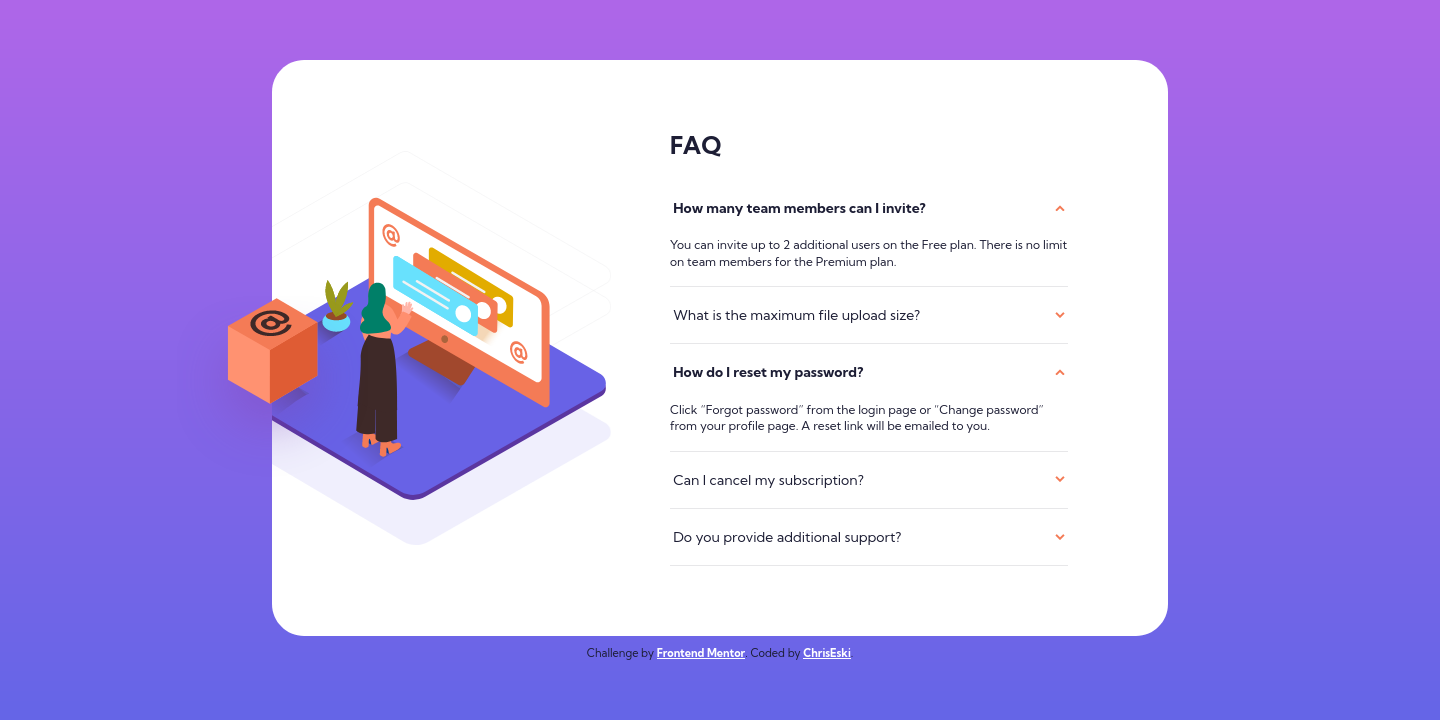 FAQ
How many team members can I invite?
You can invite up to 2 additional users on the Free plan. There is no limit
on team members for the Premium plan.
What is the maximum file upload size?
How do I reset my password?
Click “Forgot password” from the login page or “Change password”
from your profile page. A reset link will be emailed to you.
Can I cancel my subscription?
Do you provide additional support?
Challenge by Frontend Mentor. Coded by ChrisEski
@
@
@